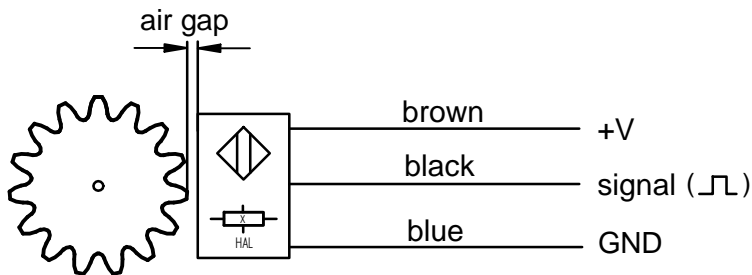 air gap
brown +V
black signal (⎍)
blue GND
X
HAL